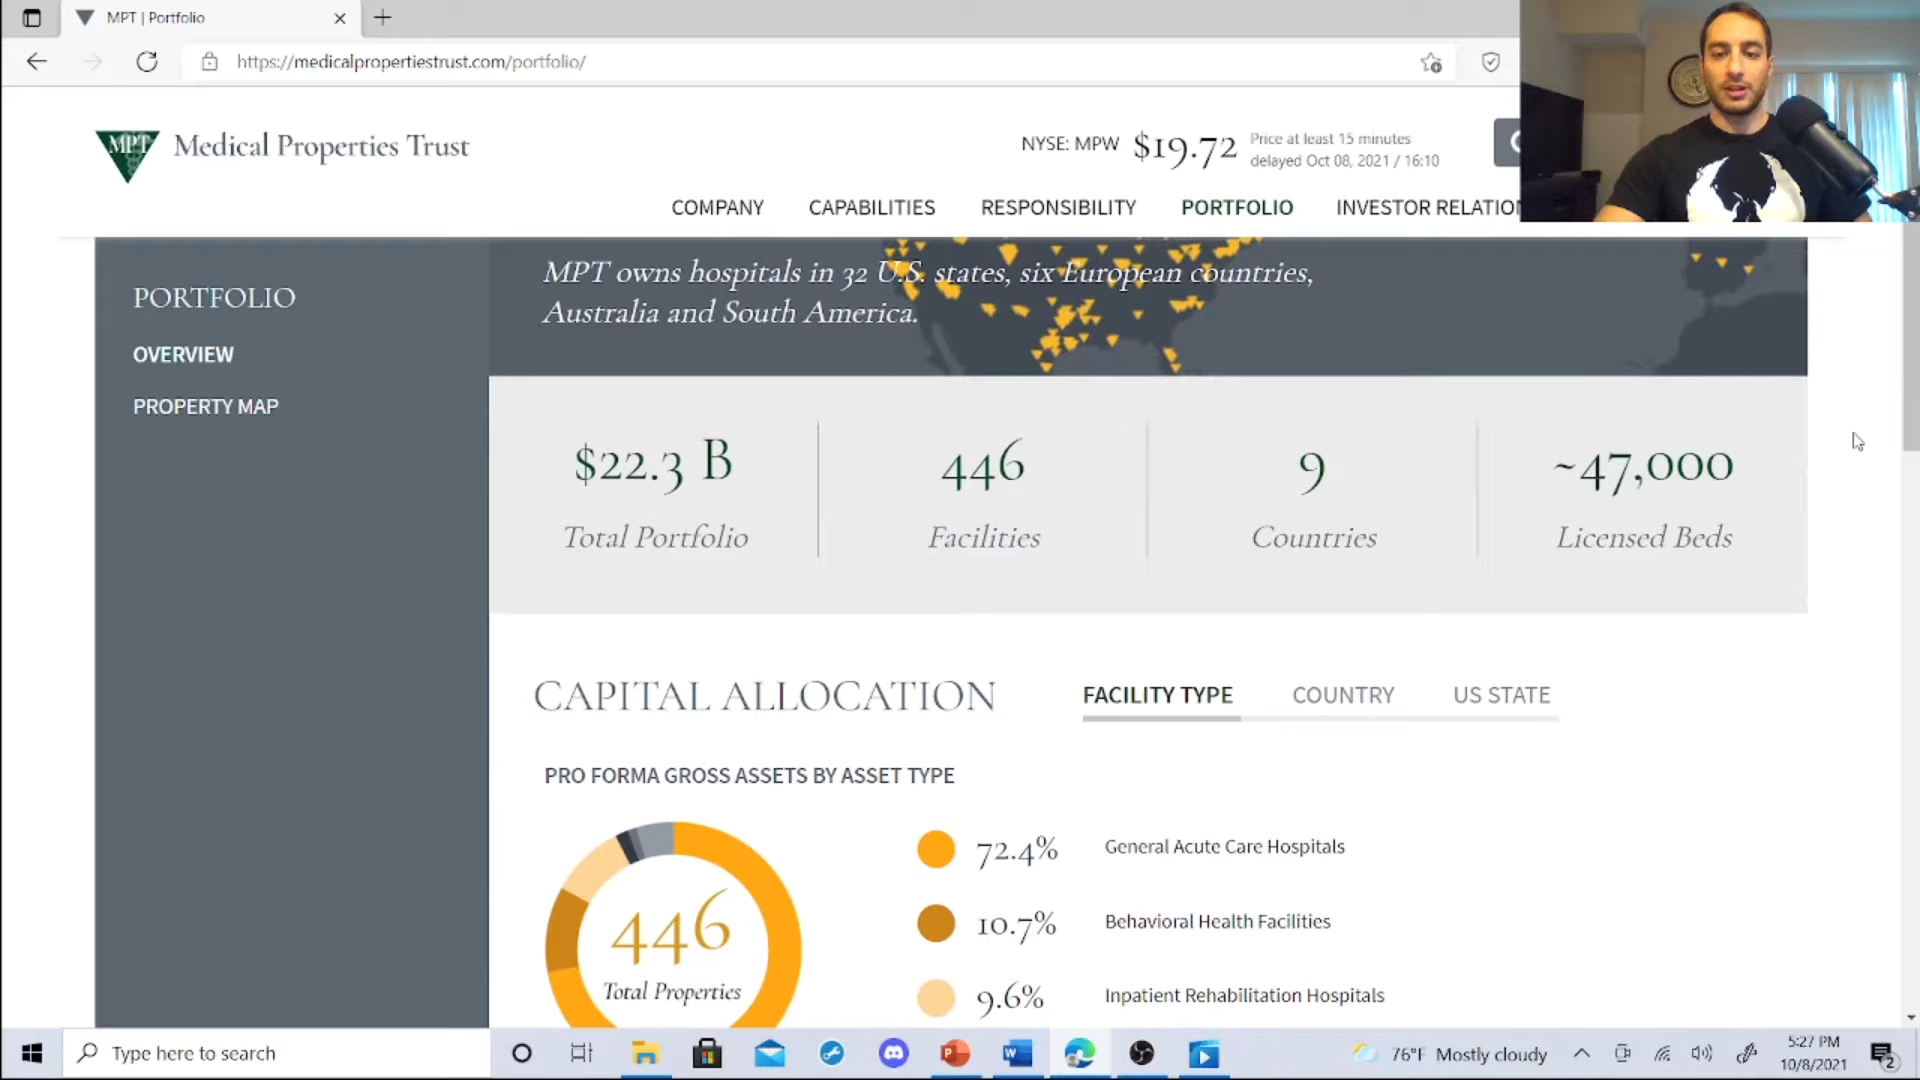 MPT | Portfolio
https://medicalpropertiestrust.com/portfolio/
MPT
Medical Properties Trust
NYSE: MPW
$19.72
Price at least 15 minutes
delayed Oct 08, 2021 / 16:10
COMPANY
CAPABILITIES
RESPONSIBILITY
PORTFOLIO
INVESTOR RELATION
PORTFOLIO
OVERVIEW
PROPERTY MAP
MPT owns hospitals in 32 U.S. states, six European countries,
Australia and South America.
$22.3 B
Total Portfolio
446
Facilities
9
Countries
~47,000
Licensed Beds
CAPITAL ALLOCATION
FACILITY TYPE
COUNTRY
US STATE
PRO FORMA GROSS ASSETS BY ASSET TYPE
446
Total Properties
72.4%
General Acute Care Hospitals
10.7%
Behavioral Health Facilities
9.6%
Inpatient Rehabilitation Hospitals
Type here to search
76°F Mostly cloudy
5:27 PM
10/8/2021
2